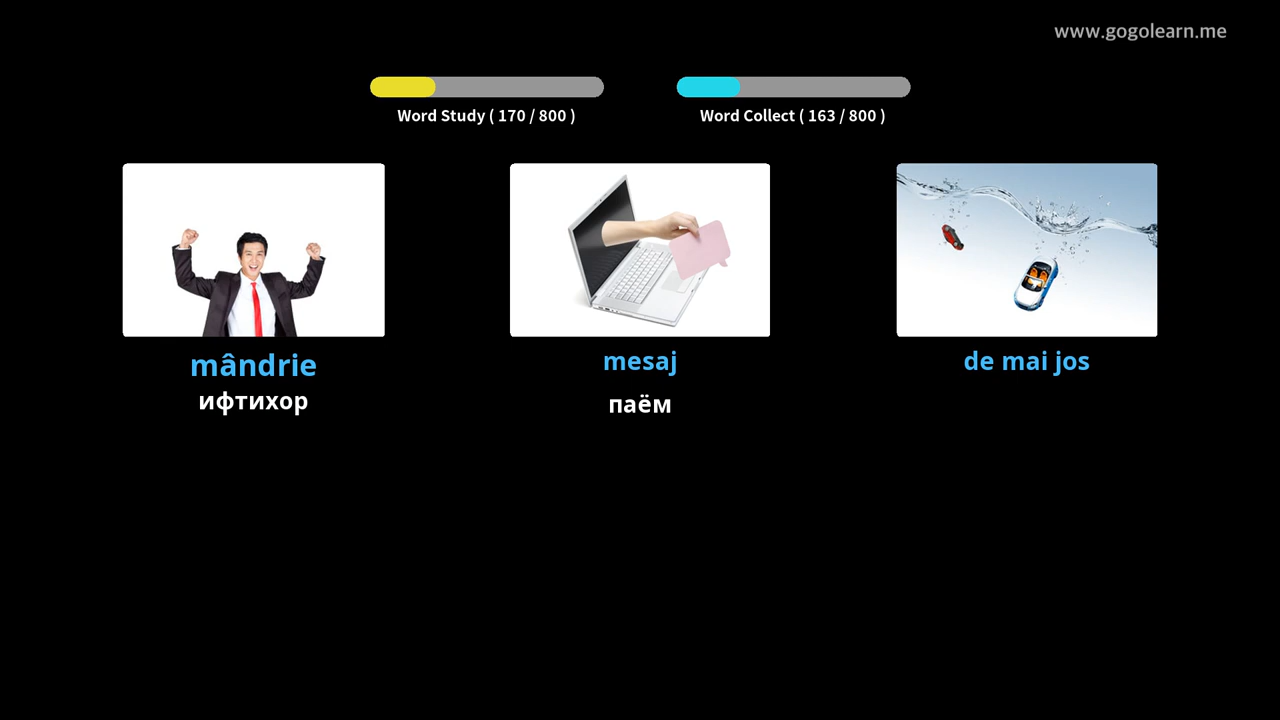 www.gogolearn.me
Word Study ( 170 / 800 )
Word Collect ( 163 / 800 )
mândrie
ифтихор
mesaj
паём
de mai jos